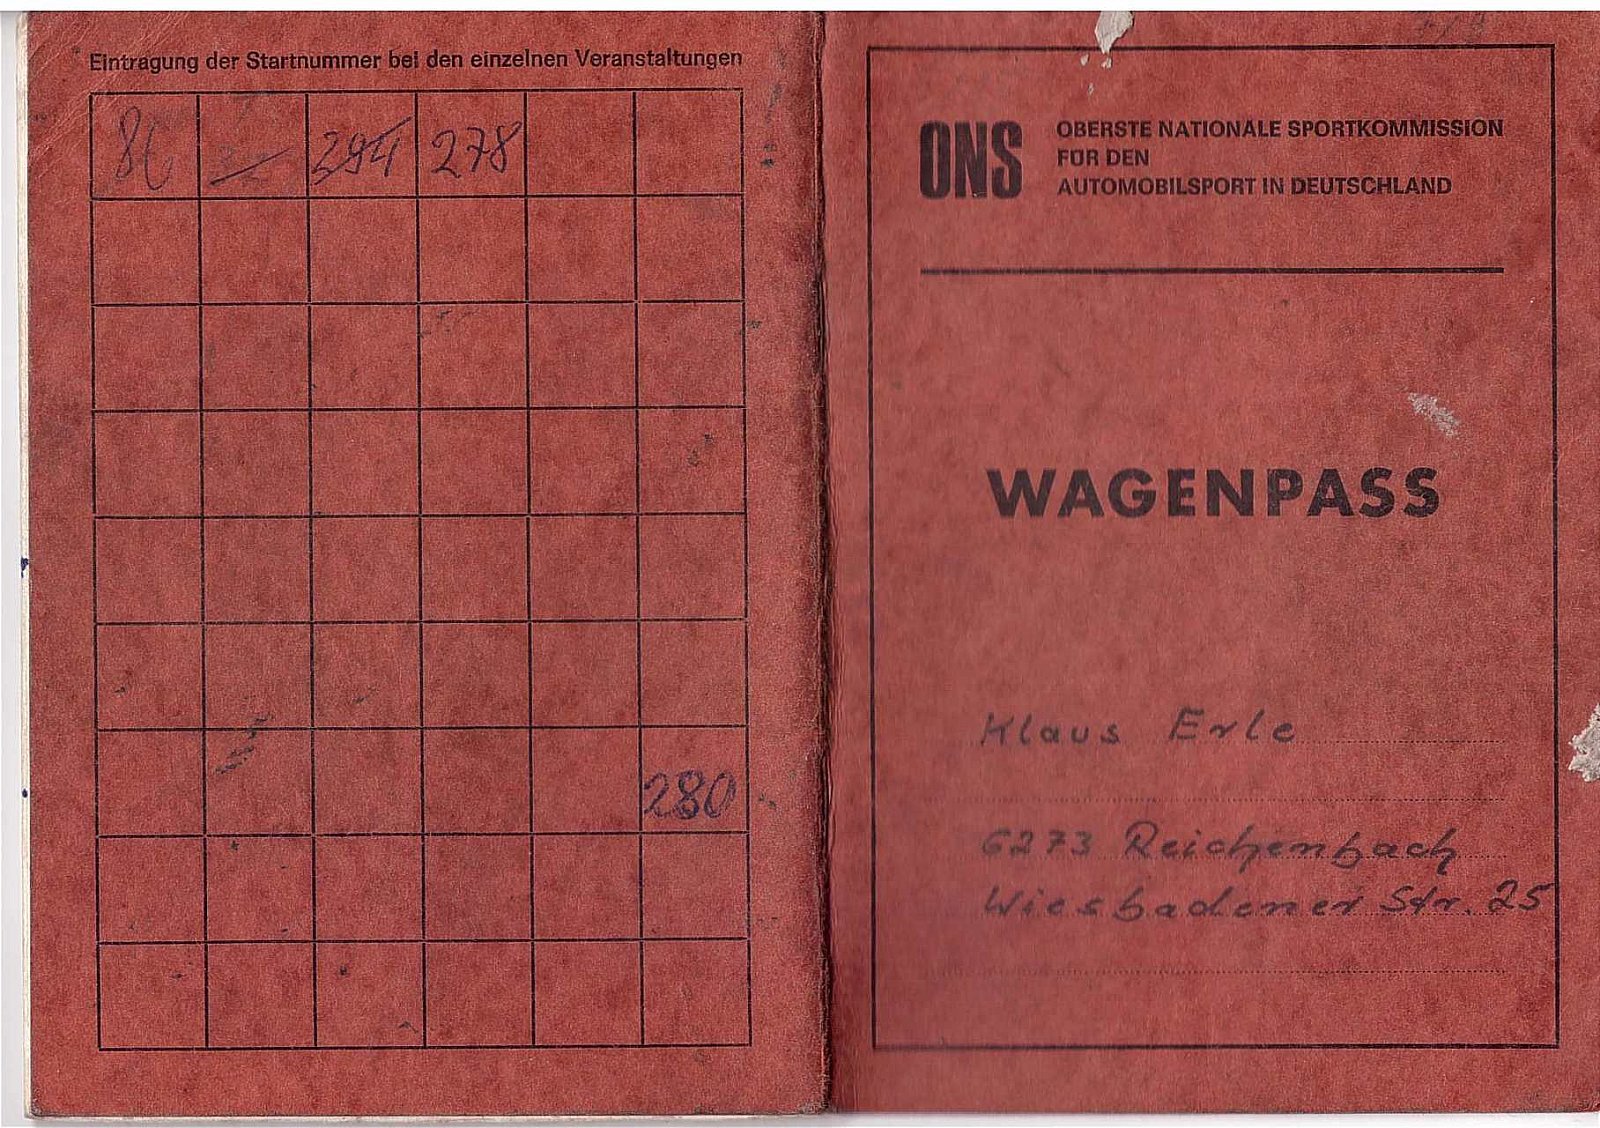 Eintragung der Startnummer bei den einzelnen Veranstaltungen
294 278
280
ONS
OBERSTE NATIONALE SPORTKOMMISSION
FÜR DEN
AUTOMOBILSPORT IN DEUTSCHLAND
WAGENPASS
Klaus Erle
6273 Reichenbach
Wiesbadener Str. 25